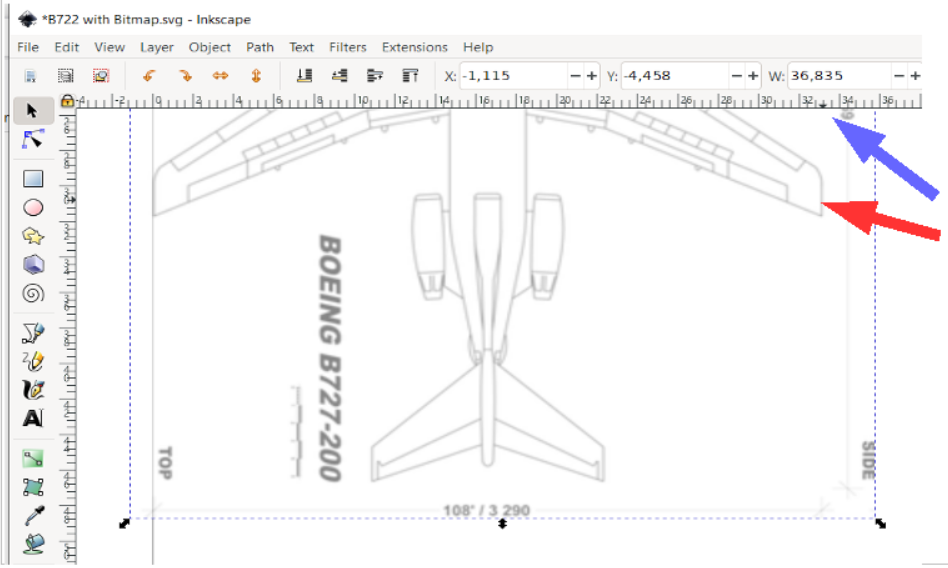 *B722 with Bitmap.svg - Inkscape
File Edit View Layer Object Path Text Filters Extensions Help
X: -1,115 − + Y: -4,458 − + W: 36,835 − +
-4 -2 0 2 4 6 8 10 12 14 16 18 20 22 24 26 28 30 32 34 36
BOEING B727-200
TOP
SIDE
108' / 3 290